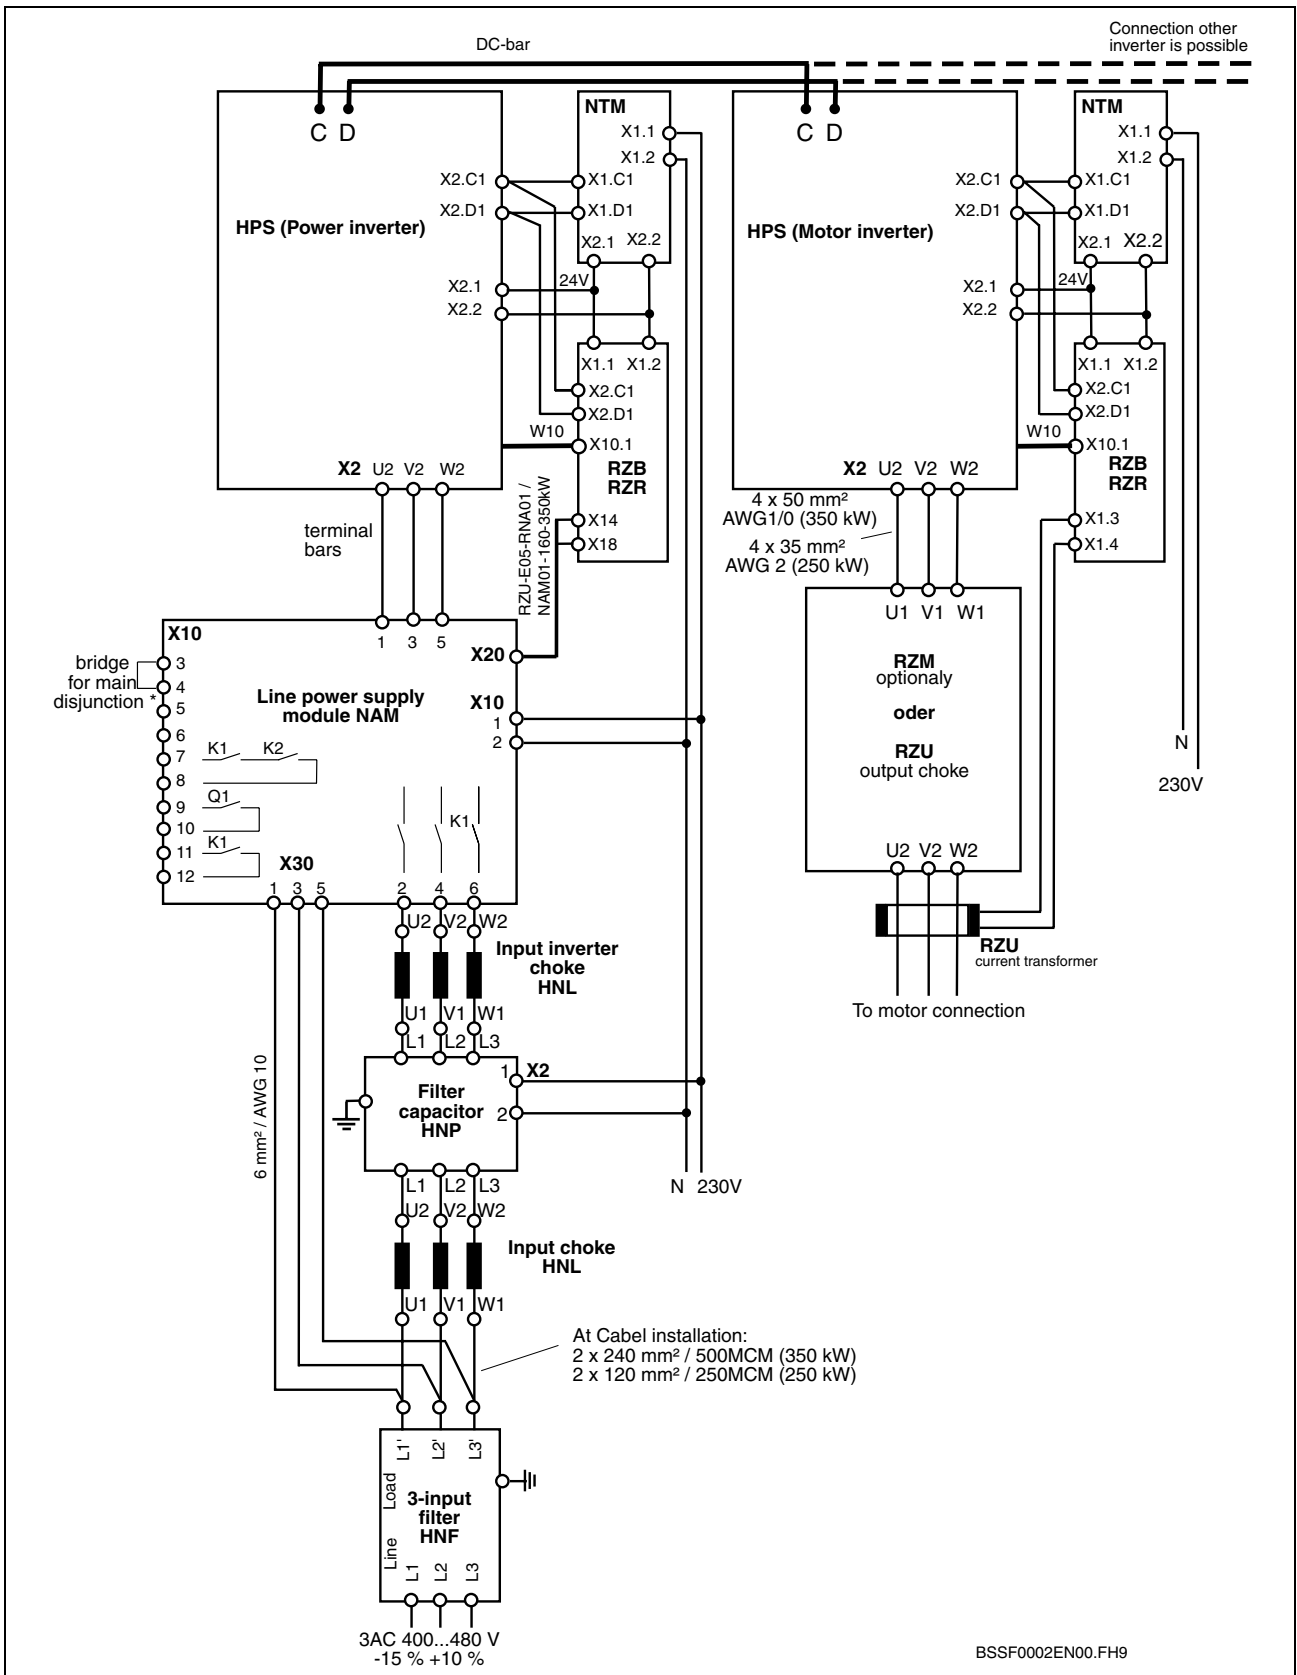 DC-bar
Connection other
inverter is possible
C D
NTM
X1.1
X1.2
X2.C1
X1.C1
X2.D1
X1.D1
HPS (Power inverter)
X2.1 X2.2
X2.1
24V
X2.2
X1.1 X1.2
X2.C1
X2.D1
W10
X10.1
RZB
RZR
X2 U2 V2 W2
X14
X18
RZU-E05-RNA01 /
NAM01-160-350kW
terminal
bars
C D
NTM
X1.1
X1.2
X2.C1
X1.C1
X2.D1
X1.D1
HPS (Motor inverter)
X2.1 X2.2
X2.1
24V
X2.2
X1.1 X1.2
X2.C1
X2.D1
W10
X10.1
RZB
RZR
X2 U2 V2 W2
X1.3
X1.4
4 x 50 mm²
AWG1/0 (350 kW)
4 x 35 mm²
AWG 2 (250 kW)
U1 V1 W1
RZM
optionaly
oder
RZU
output choke
U2 V2 W2
N
230V
RZU
current transformer
To motor connection
X10
1 3 5
X20
bridge
for main
disjunction *
3
4
5
6
7
8
9
10
11
12
Line power supply
module NAM
X10
1
2
K1 K2
Q1
K1
K1
X30
1 3 5 2 4 6
U2 V2 W2
Input inverter
choke
HNL
U1 V1 W1
L1 L2 L3
6 mm² / AWG 10
Filter
capacitor
HNP
1 X2
2
L1 L2 L3
N 230V
U2 V2 W2
Input choke
HNL
U1 V1 W1
At Cabel installation:
2 x 240 mm² / 500MCM (350 kW)
2 x 120 mm² / 250MCM (250 kW)
L1' L2' L3'
Load
3-input
filter
HNF
Line
L1 L2 L3
3AC 400...480 V
-15 % +10 %
BSSF0002EN00.FH9